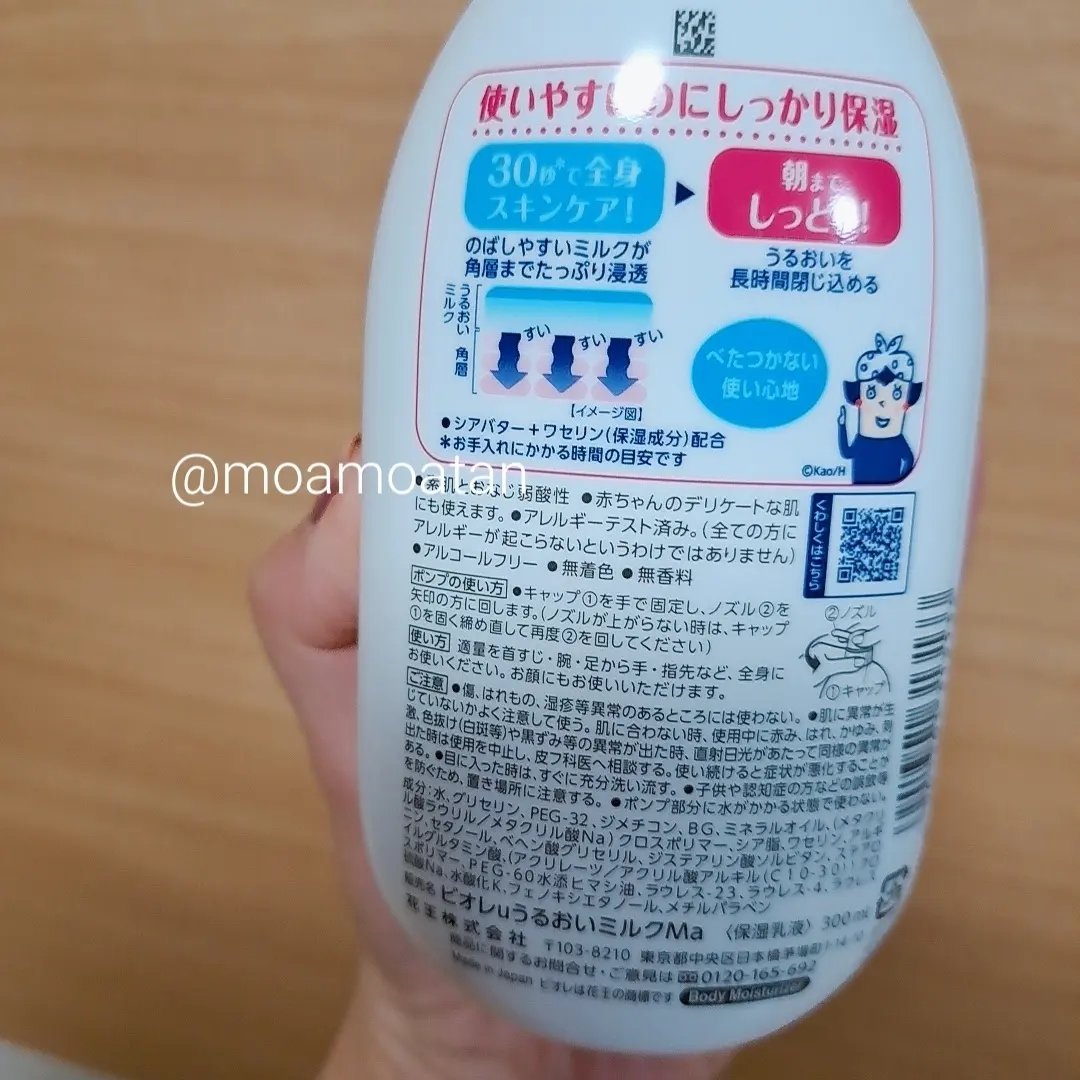 使いやすいのにしっかり保湿
30秒*で全身
スキンケア!
朝まで
しっとり!
のばしやすいミルクが
角層までたっぷり浸透
うるおいを
長時間閉じ込める
うるおい
ミルク
角層
すい
すい
すい
【イメージ図】
べたつかない
使い心地
●シアバター+ワセリン(保湿成分)配合
*お手入れにかかる時間の目安です
©Kao/H
@moamoatan
●素肌とおなじ弱酸性 ●赤ちゃんのデリケートな肌
にも使えます。●アレルギーテスト済み。(全ての方に
アレルギーが起こらないというわけではありません)
●アルコールフリー ●無着色 ●無香料
くわしくはこちら
ポンプの使い方 ●キャップ①を手で固定し、ノズル②を
矢印の方に回します。(ノズルが上がらない時は、キャップ
①を固く締め直して再度②を回してください)
②ノズル
①キャップ
使い方 適量を首すじ・腕・足から手・指先など、全身に
お使いください。お顔にもお使いいただけます。
ご注意 ●傷、はれもの、湿疹等異常のあるところには使わない。●肌に異常が生
じていないかよく注意して使う。肌に合わない時、使用中に赤み、はれ、かゆみ、刺
激、色抜け(白斑等)や黒ずみ等の異常が出た時、直射日光があたって同様の異常が
出た時は使用を中止し、皮フ科医へ相談する。使い続けると症状が悪化することが
ある。●目に入った時は、すぐに充分洗い流す。●子供や認知症の方などの誤飲等
を防ぐため、置き場所に注意する。●ポンプ部分に水がかかる状態で使わない。
成分:水、グリセリン、PEG-32、ジメチコン、BG、ミネラルオイル、(メタクリ
ル酸ラウリル/メタクリル酸Na)クロスポリマー、シア脂、ワセリン、アルギ
ニン、セタノール、ベヘン酸グリセリル、ジステアリン酸ソルビタン、ステアロ
イルグルタミン酸、(アクリレーツ/アクリル酸アルキル(C10-30))クロ
スポリマー、PEG-60水添ヒマシ油、ラウレス-23、ラウレス-4、ラウレス
硫酸Na、水酸化K、フェノキシエタノール、メチルパラベン
販売名 ビオレuうるおいミルクMa 〈保湿乳液〉 300mL
花王株式会社 〒103-8210 東京都中央区日本橋茅場町1-14-10
商品に関するお問合せ・ご意見は 0120-165-692
Made in Japan ビオレは花王の商標です Body Moisturizer